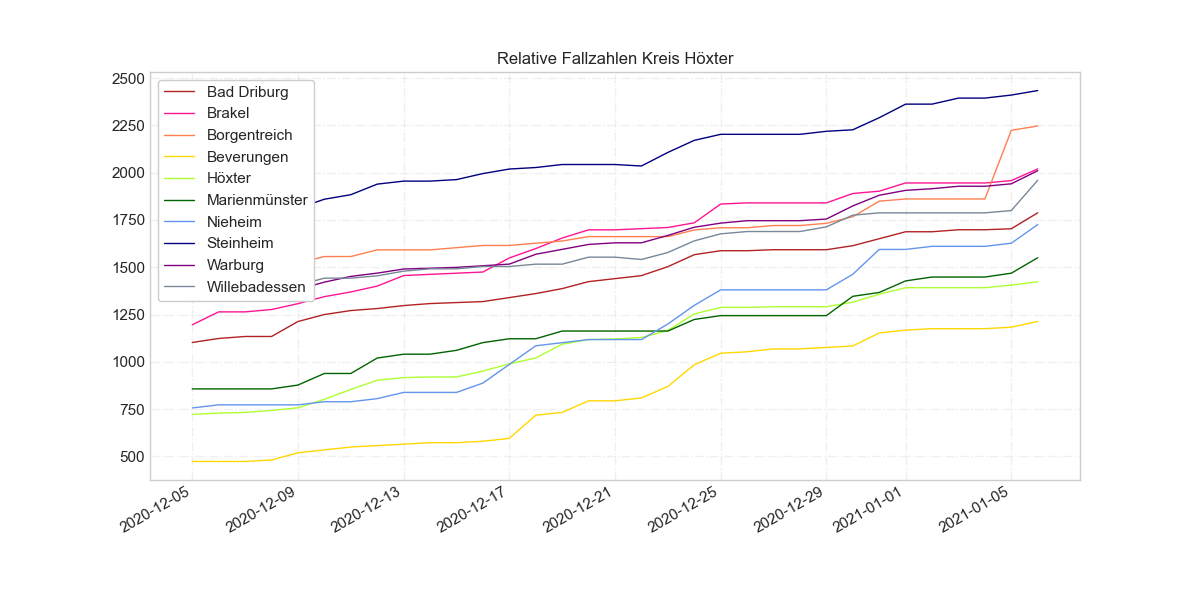 Relative Fallzahlen Kreis Höxter
2500
2250
2000
1750
1500
1250
1000
750
500
Bad Driburg
Brakel
Borgentreich
Beverungen
Höxter
Marienmünster
Nieheim
Steinheim
Warburg
Willebadessen
2020-12-05
2020-12-09
2020-12-13
2020-12-17
2020-12-21
2020-12-25
2020-12-29
2021-01-01
2021-01-05